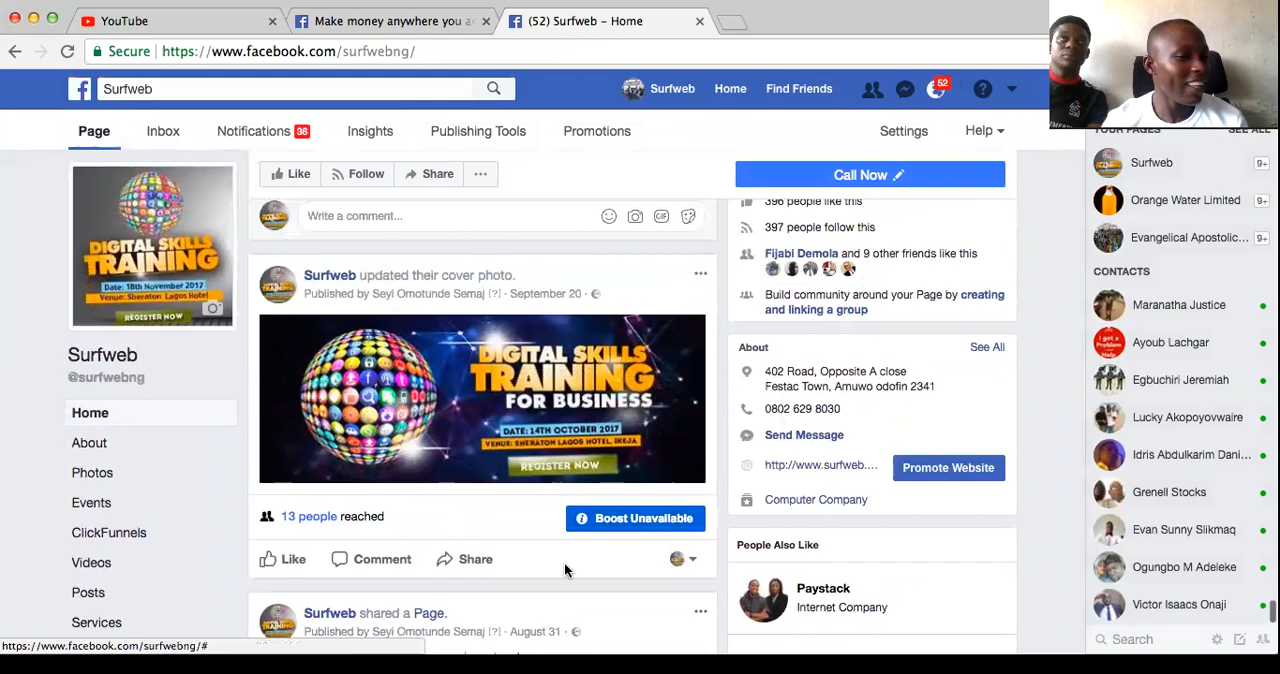 YouTube
Make money anywhere you a
(52) Surfweb – Home
Secure
https://www.facebook.com/surfwebng/
Surfweb
Surfweb
Home
Find Friends
52
Page
Inbox
Notifications 36
Insights
Publishing Tools
Promotions
Settings
Help
DIGITAL SKILLS
TRAINING
Date: 18th November 2017
Venue: Sheraton Lagos Hotel
REGISTER NOW
Surfweb
@surfwebng
Home
About
Photos
Events
ClickFunnels
Videos
Posts
Services
https://www.facebook.com/surfwebng/#
Like
Follow
Share
Write a comment...
GIF
Surfweb updated their cover photo.
Published by Seyi Omotunde Semaj [?] · September 20 ·
DIGITAL SKILLS
TRAINING
FOR BUSINESS
DATE: 14TH OCTOBER 2017
VENUE: SHERATON LAGOS HOTEL, IKEJA
REGISTER NOW
13 people reached
Boost Unavailable
Like
Comment
Share
Surfweb shared a Page.
Published by Seyi Omotunde Semaj [?] · August 31 ·
Call Now
396 people like this
397 people follow this
Fijabi Demola and 9 other friends like this
Build community around your Page by creating
and linking a group
About
See All
402 Road, Opposite A close
Festac Town, Amuwo odofin 2341
0802 629 8030
Send Message
http://www.surfweb....
Promote Website
Computer Company
People Also Like
Paystack
Internet Company
YOUR PAGES
SEE ALL
Surfweb
9+
Orange Water Limited
9+
Evangelical Apostolic...
9+
CONTACTS
Maranatha Justice
Ayoub Lachgar
Egbuchiri Jeremiah
Lucky Akopoyovwaire
Idris Abdulkarim Dani...
Grenell Stocks
Evan Sunny Slikmaq
Ogungbo M Adeleke
Victor Isaacs Onaji
Search